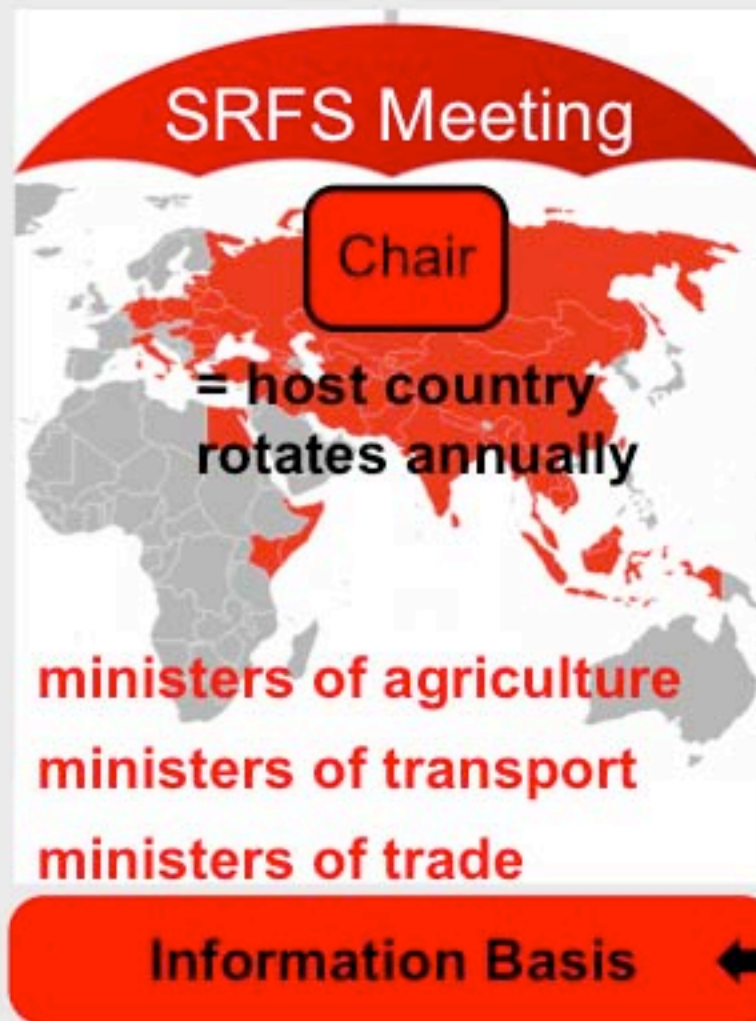 SRFS Meeting
Chair
= host country
rotates annually
ministers of agriculture
ministers of transport
ministers of trade
Information Basis